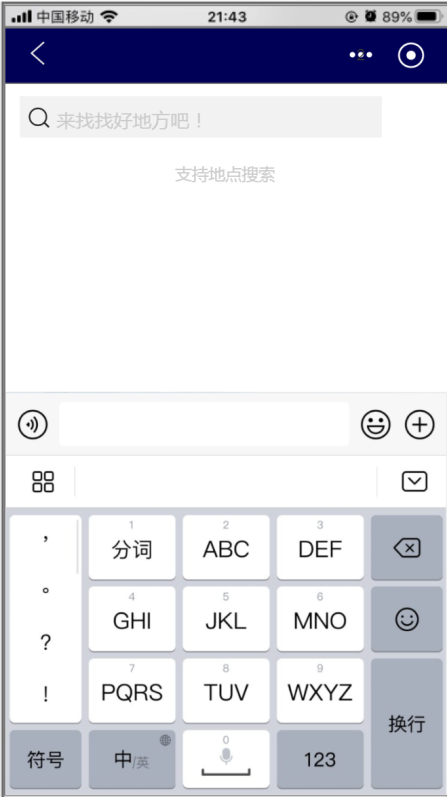 中国移动 21:43 89%
来找找好地方吧！
支持地点搜索
，
。
？
！
1 分词
2 ABC
3 DEF
4 GHI
5 JKL
6 MNO
7 PQRS
8 TUV
9 WXYZ
换行
符号
中/英
0
123